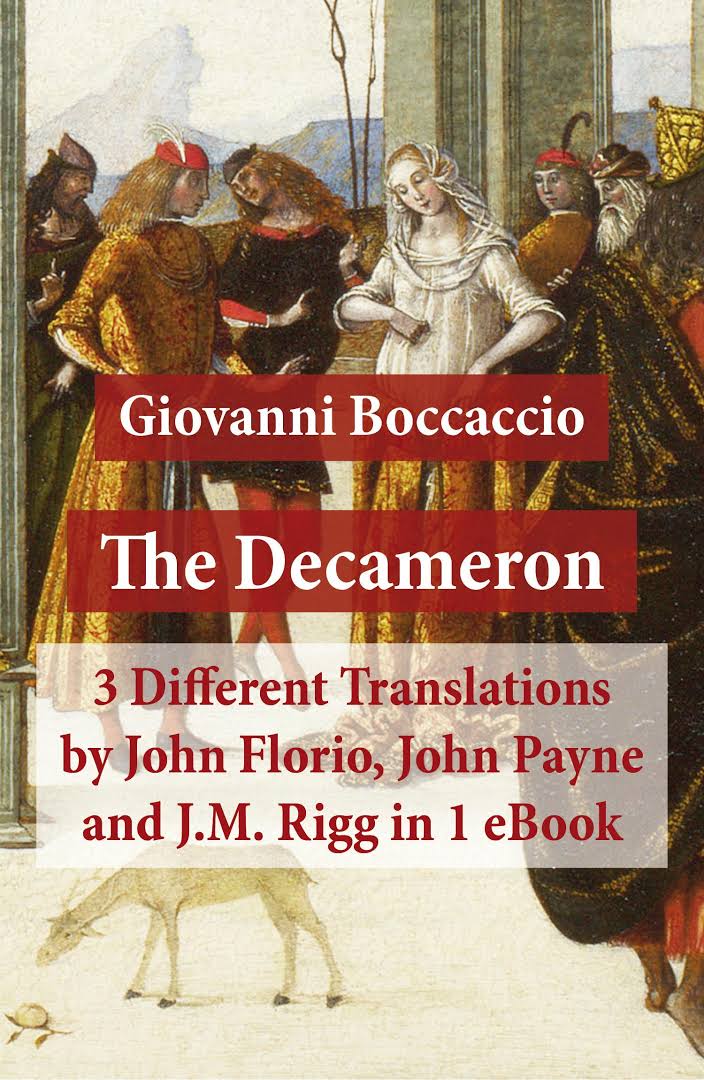 Giovanni Boccaccio
The Decameron
3 Different Translations
by John Florio, John Payne
and J.M. Rigg in 1 eBook